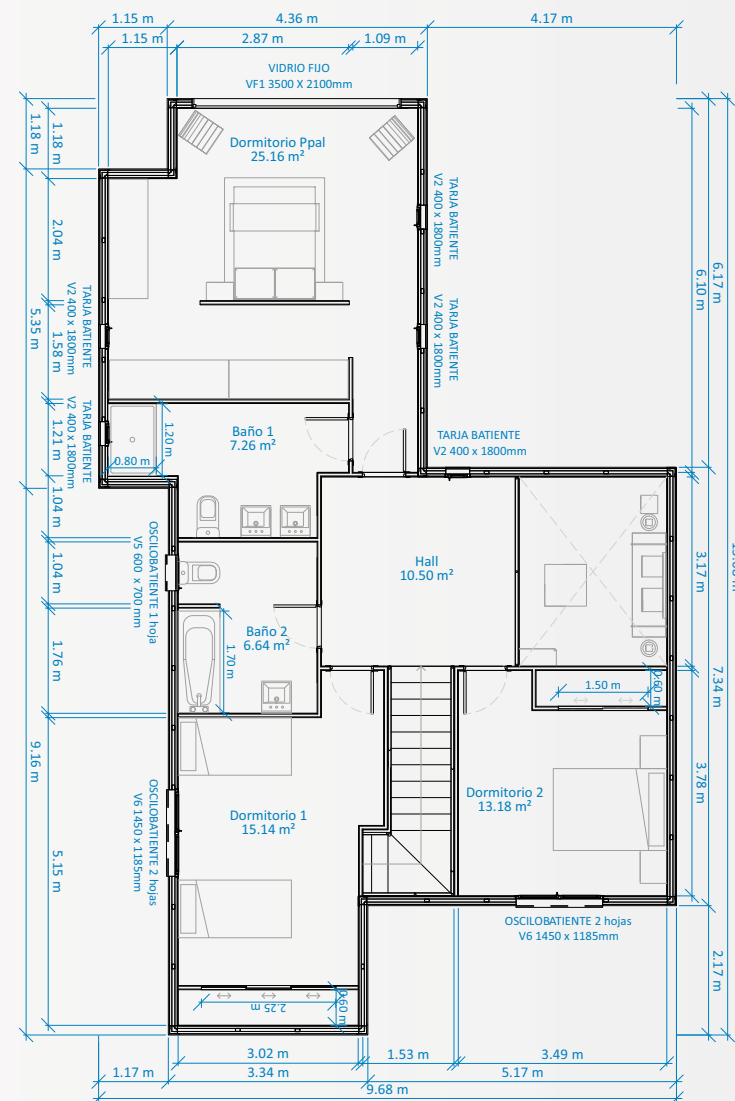 1.15 m
4.36 m
4.17 m
1.15 m
2.87 m
1.09 m
VIDRIO FIJO
VF1 3500 X 2100mm
1.18 m
1.18 m
Dormitorio Ppal
25.16 m²
TARJA BATIENTE
V2 400 x 1800mm
2.04 m
6.17 m
6.10 m
TARJA BATIENTE
V2 400 x 1800mm
5.35 m
1.58 m
TARJA BATIENTE
V2 400 x 1800mm
TARJA BATIENTE
V2 400 x 1800mm
1.21 m
1.20 m
0.80 m
Baño 1
7.26 m²
TARJA BATIENTE
V2 400 x 1800mm
1.04 m
OSCILOBATIENTE 1 hoja
V5 600 x 700 mm
1.04 m
Hall
10.50 m²
3.17 m
Baño 2
6.64 m²
1.70 m
1.76 m
7.34 m
1.50 m
0.60 m
9.16 m
OSCILOBATIENTE 2 hojas
V6 1450 x 1185mm
Dormitorio 1
15.14 m²
Dormitorio 2
13.18 m²
3.78 m
5.15 m
OSCILOBATIENTE 2 hojas
V6 1450 x 1185mm
2.17 m
2.25 m
0.60 m
3.02 m
1.53 m
3.49 m
1.17 m
3.34 m
5.17 m
9.68 m